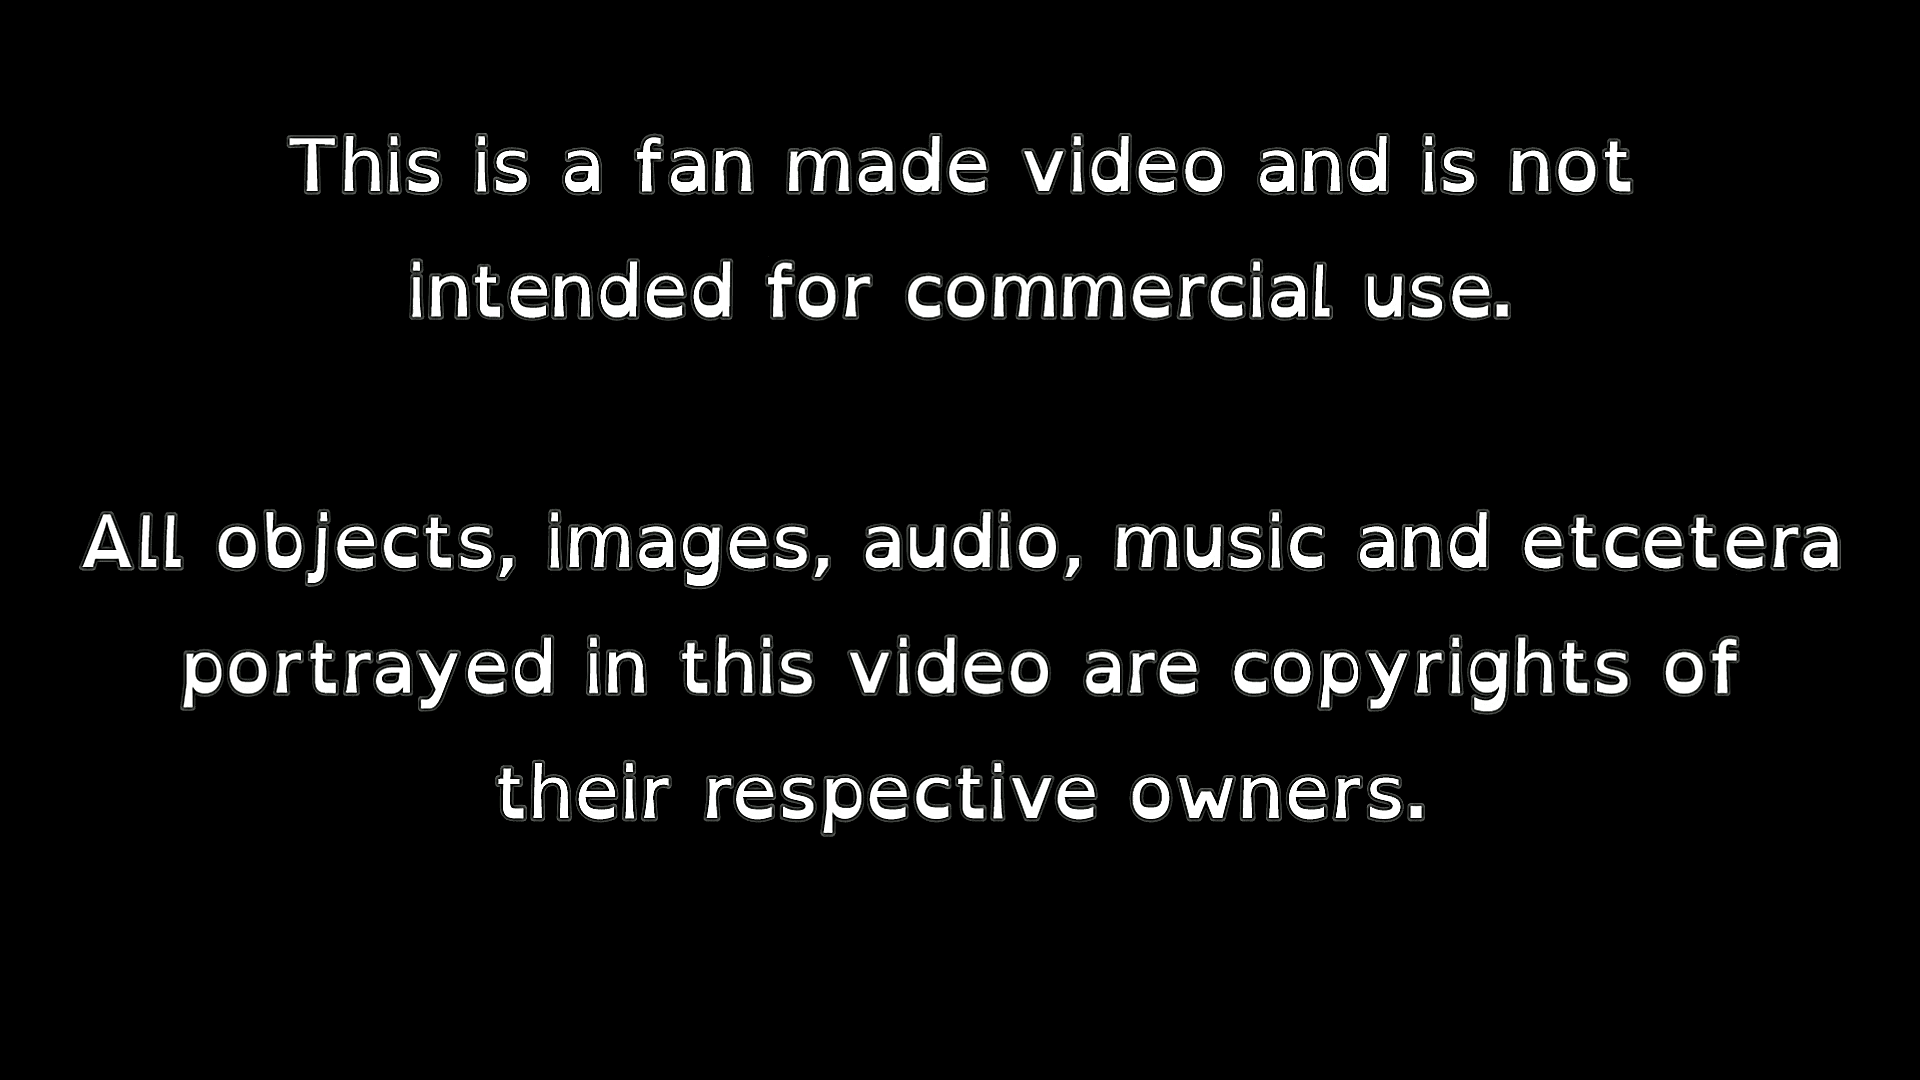 This is a fan made video and is not
intended for commercial use.
All objects, images, audio, music and etcetera
portrayed in this video are copyrights of
their respective owners.